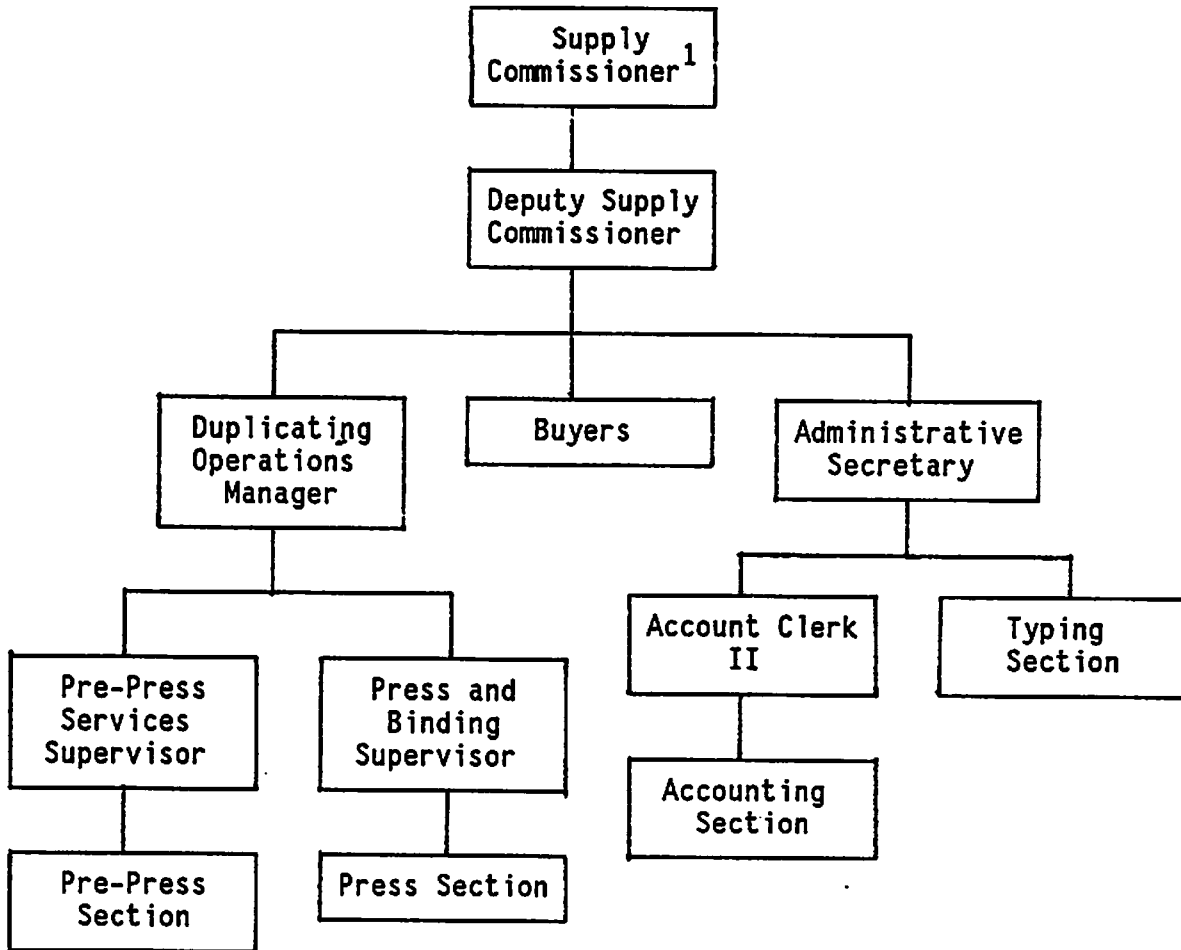 Supply
Commissioner1
Deputy Supply
Commissioner
Duplicating
Operations
Manager
Buyers
Administrative
Secretary
Pre-Press
Services
Supervisor
Press and
Binding
Supervisor
Account Clerk
II
Typing
Section
Pre-Press
Section
Press Section
Accounting
Section